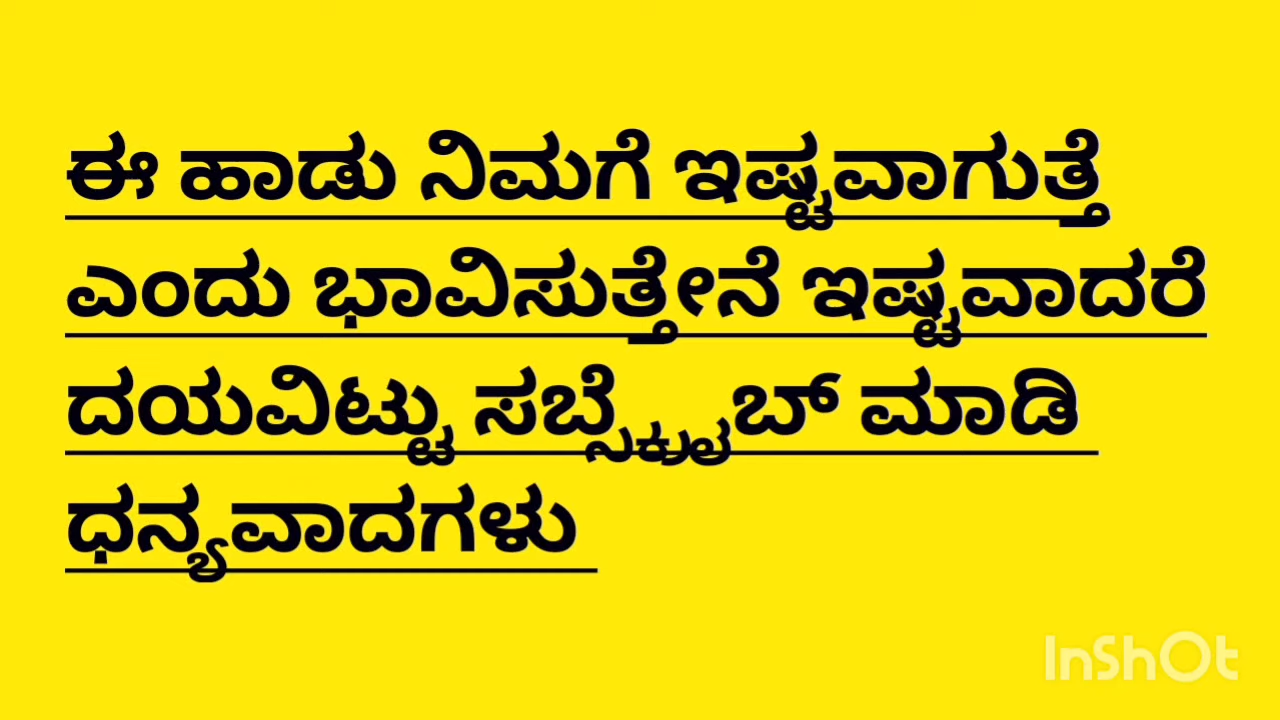 ಈ ಹಾಡು ನಿಮಗೆ ಇಷ್ಟವಾಗುತ್ತೆ
ಎಂದು ಭಾವಿಸುತ್ತೇನೆ ಇಷ್ಟವಾದರೆ
ದಯವಿಟ್ಟು ಸಬ್ಸ್ಕ್ರೈಬ್ ಮಾಡಿ
ಧನ್ಯವಾದಗಳು
InShOt